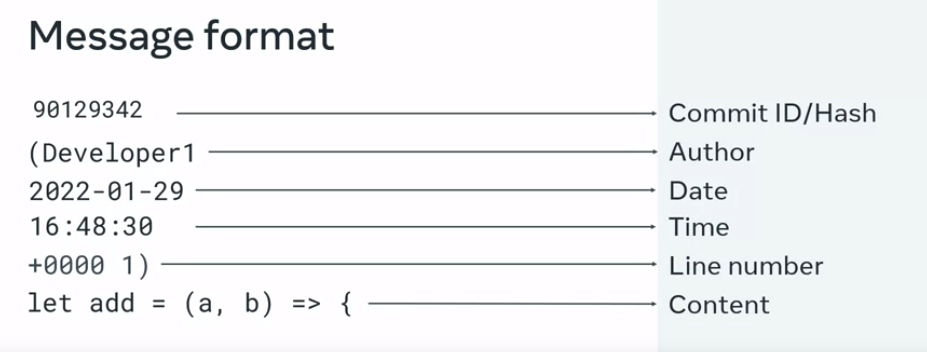 Message format
90129342 Commit ID/Hash
(Developer1 Author
2022-01-29 Date
16:48:30 Time
+0000 1) Line number
let add = (a, b) => { Content